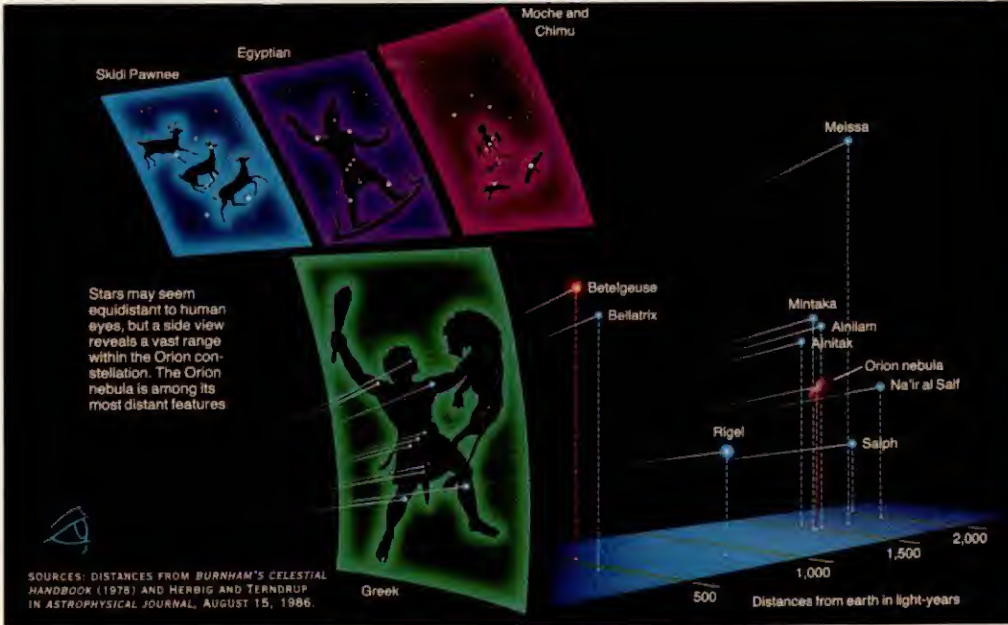 Moche and
Chimu
Egyptian
Skidi Pawnee
Meissa
Stars may seem
equidistant to human
eyes, but a side view
reveals a vast range
within the Orion con-
stellation. The Orion
nebula is among its
most distant features
Betelgeuse
Bellatrix
Mintaka
Alnilam
Alnitak
Orion nebula
Na'ir al Saif
Rigel
Saiph
2,000
1,500
1,000
500
Distances from earth in light-years
Greek
SOURCES: DISTANCES FROM BURNHAM'S CELESTIAL
HANDBOOK (1978) AND HERBIG AND TERNDRUP
IN ASTROPHYSICAL JOURNAL, AUGUST 15, 1986.